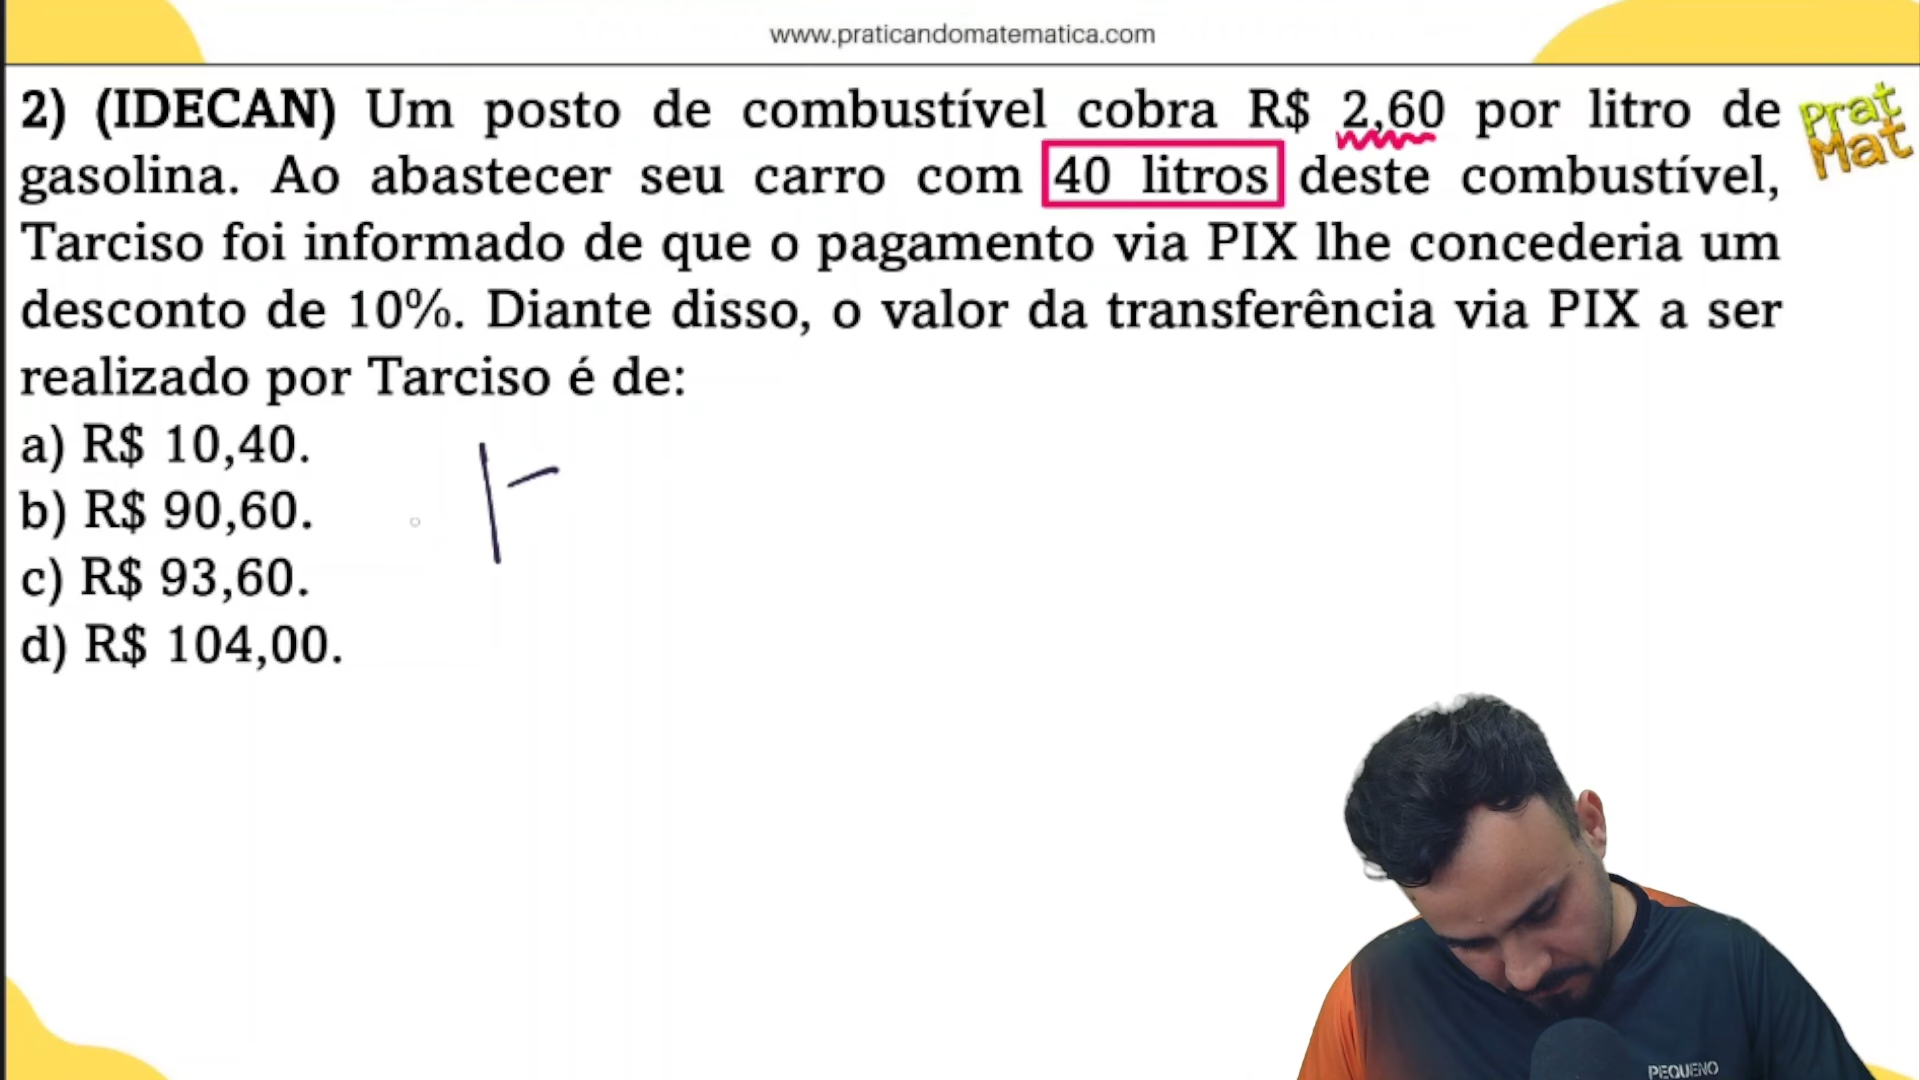 www.praticandomatematica.com
2) (IDECAN) Um posto de combustível cobra R$ 2,60 por litro de
gasolina. Ao abastecer seu carro com 40 litros deste combustível,
Tarciso foi informado de que o pagamento via PIX lhe concederia um
desconto de 10%. Diante disso, o valor da transferência via PIX a ser
realizado por Tarciso é de:
a) R$ 10,40.
b) R$ 90,60.
c) R$ 93,60.
d) R$ 104,00.
Prat
Mat
PEQUENO